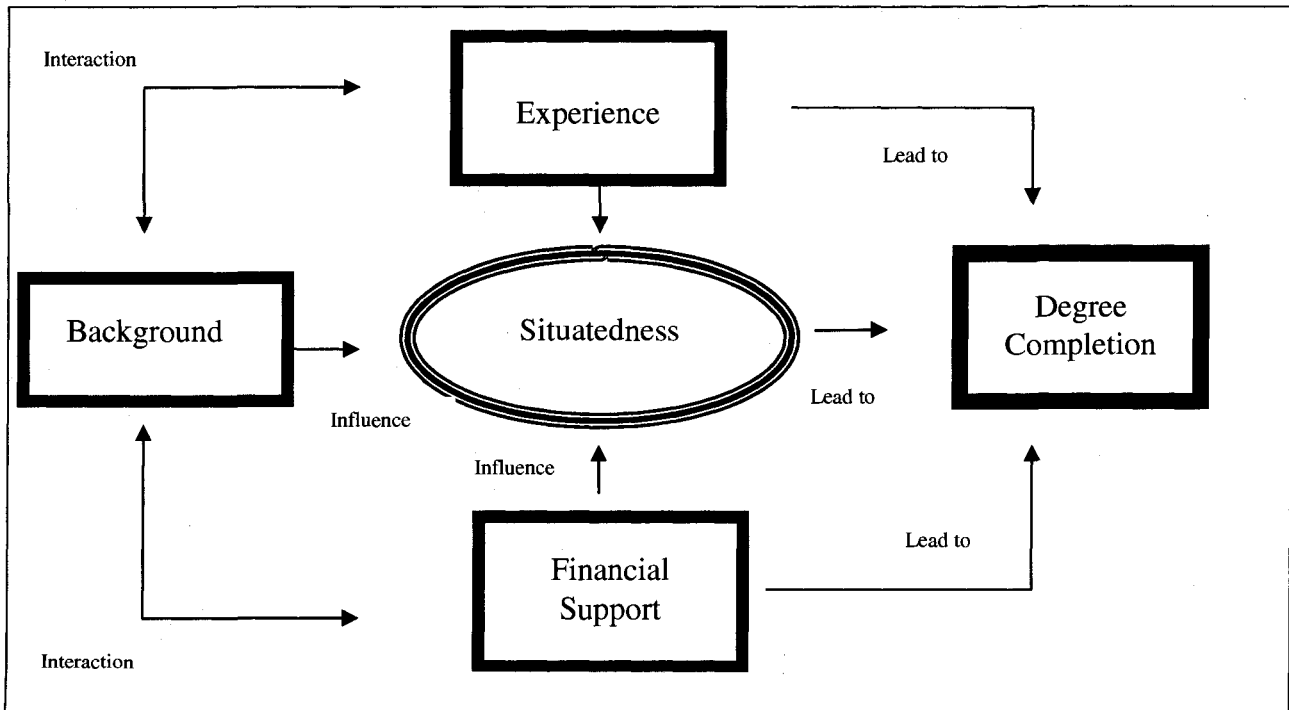 Interaction
Experience
Lead to
Background
Situatedness
Degree
Completion
Influence
Lead to
Influence
Financial
Support
Lead to
Interaction